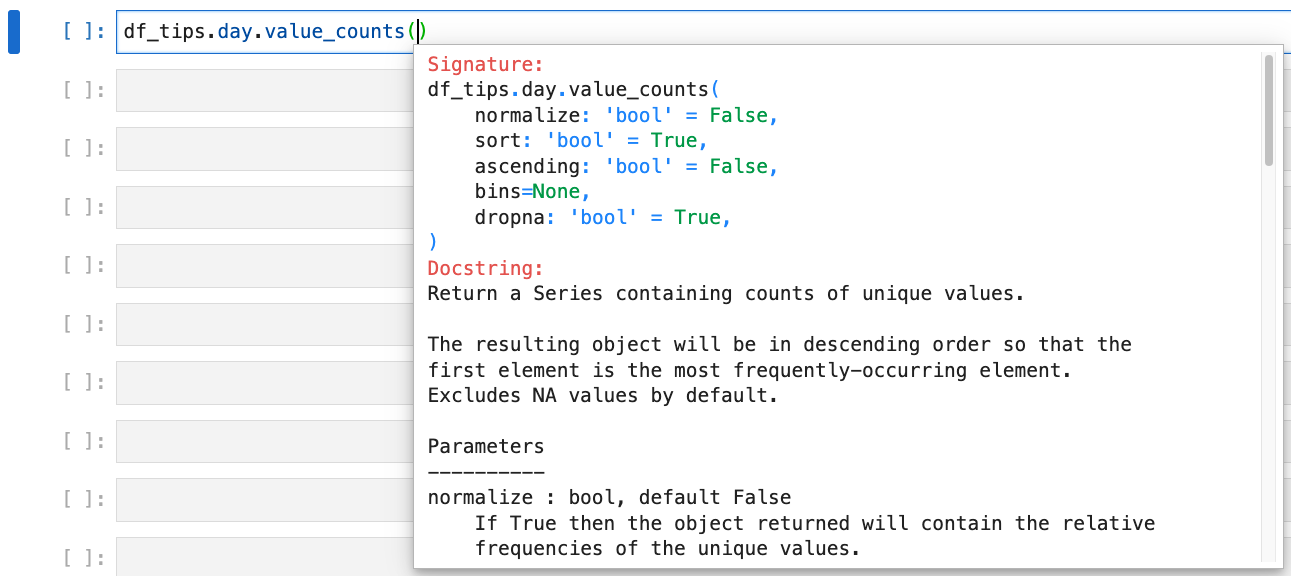 [ ]: df_tips.day.value_counts()
Signature:
df_tips.day.value_counts(
    normalize: 'bool' = False,
    sort: 'bool' = True,
    ascending: 'bool' = False,
    bins=None,
    dropna: 'bool' = True,
)
Docstring:
Return a Series containing counts of unique values.

The resulting object will be in descending order so that the
first element is the most frequently-occurring element.
Excludes NA values by default.

Parameters
----------
normalize : bool, default False
    If True then the object returned will contain the relative
    frequencies of the unique values.
[ ]:
[ ]:
[ ]:
[ ]:
[ ]:
[ ]:
[ ]:
[ ]:
[ ]: